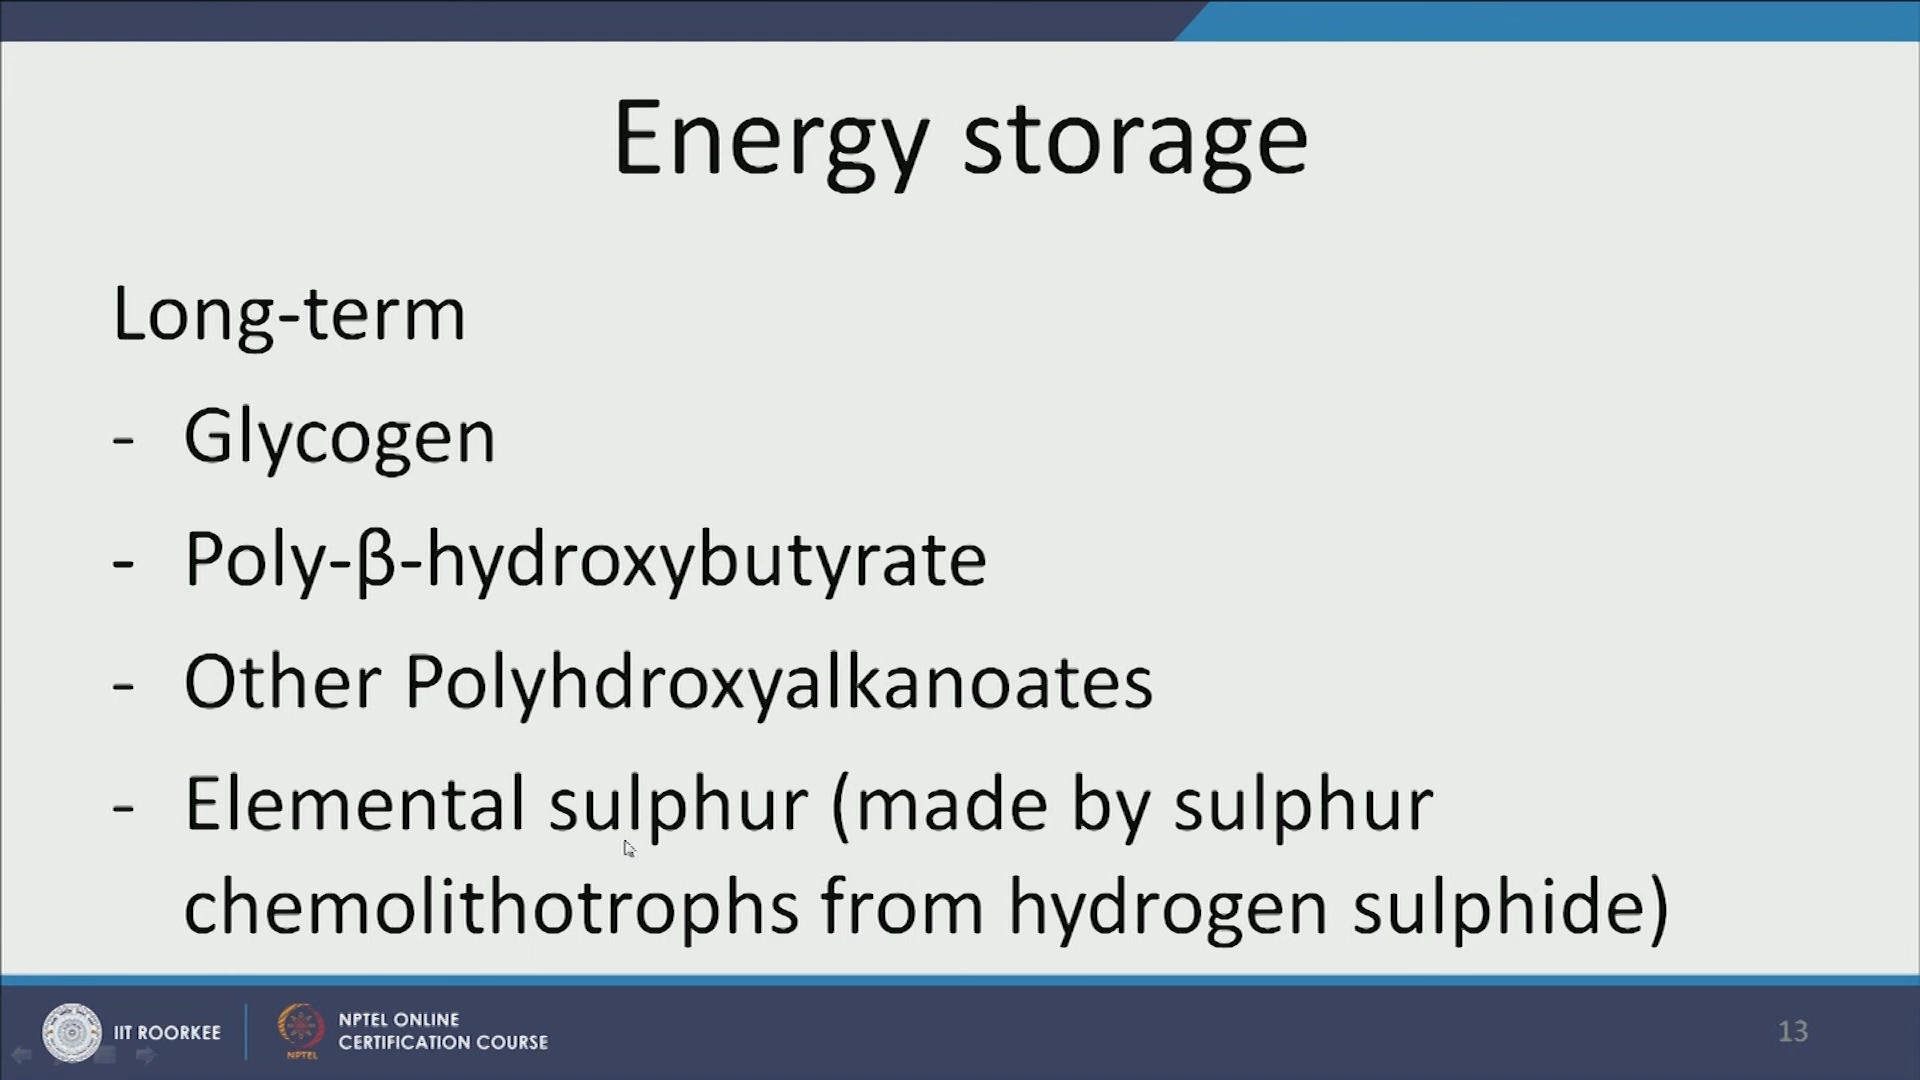 Energy storage
Long-term
- Glycogen
- Poly-β-hydroxybutyrate
- Other Polyhdroxyalkanoates
- Elemental sulphur (made by sulphur
chemolithotrophs from hydrogen sulphide)
IIT ROORKEE
NPTEL
NPTEL ONLINE
CERTIFICATION COURSE
13